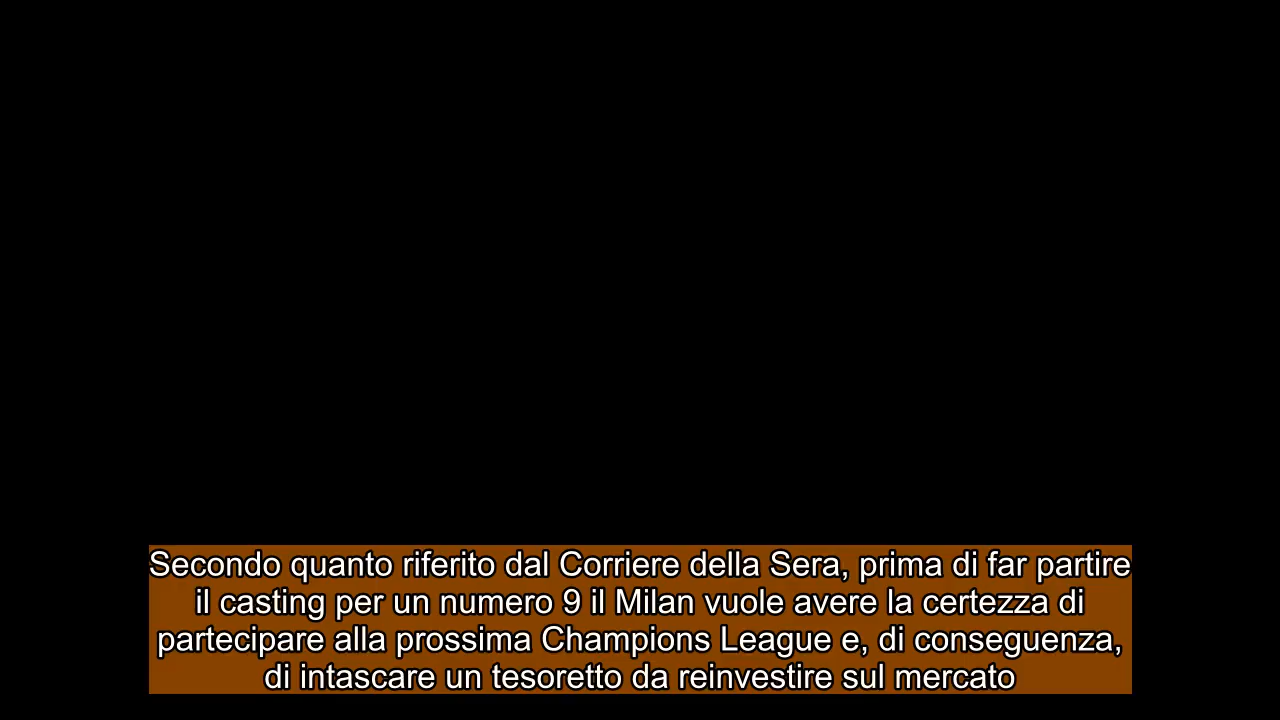 Secondo quanto riferito dal Corriere della Sera, prima di far partire
il casting per un numero 9 il Milan vuole avere la certezza di
partecipare alla prossima Champions League e, di conseguenza,
di intascare un tesoretto da reinvestire sul mercato